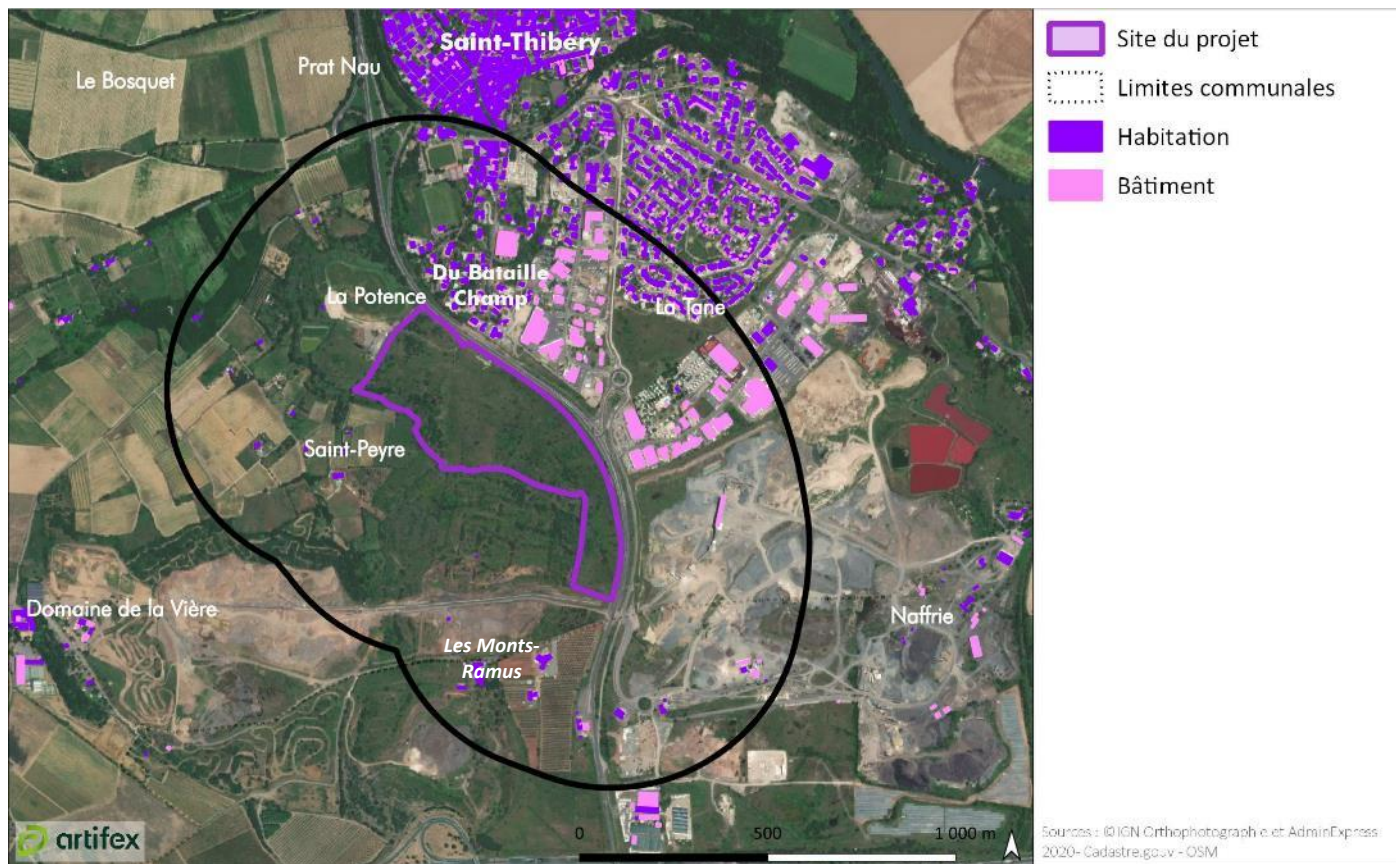 Saint-Thibéry
Prat Nau
Le Bosquet
La Potence
Du Bataille
Champ
La Tane
Saint-Peyre
Domaine de la Vière
Les Monts-
Ramus
Naffrie
artifex
0 500 1 000 m
Site du projet
Limites communales
Habitation
Bâtiment
Sources : © IGN Orthophotographie et AdminExpress
2020- Cadastre.gouv - OSM